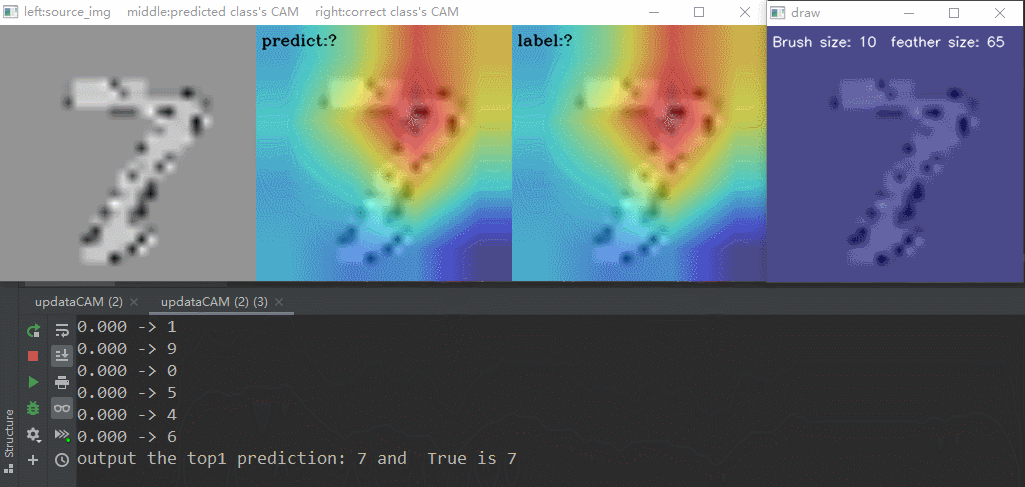 left:source_img middle:predicted class's CAM right:correct class's CAM
draw
predict:?
label:?
Brush size: 10 feather size: 65
updataCAM (2)
updataCAM (2) (3)
0.000 -> 1
0.000 -> 9
0.000 -> 0
0.000 -> 5
0.000 -> 4
0.000 -> 6
output the top1 prediction: 7 and  True is 7
Structure